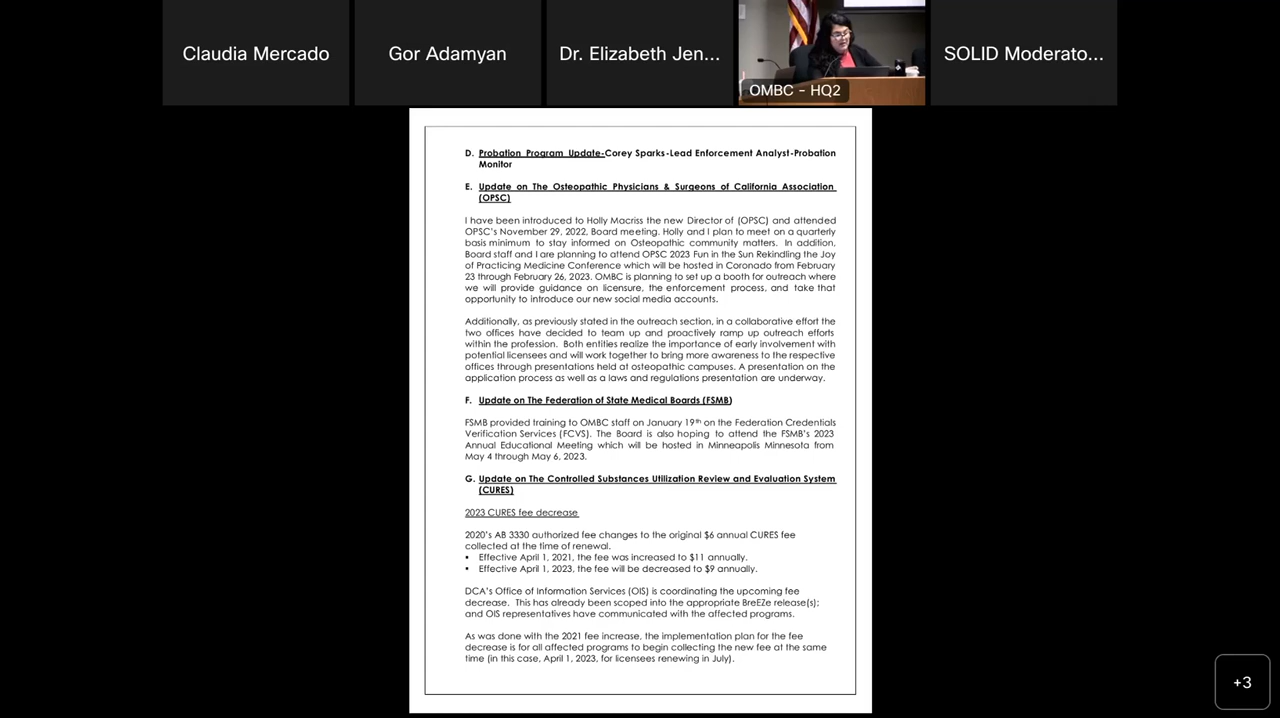 Claudia Mercado
Gor Adamyan
Dr. Elizabeth Jen...
OMBC - HQ2
SOLID Moderato...
D. Probation Program Update-Corey Sparks-Lead Enforcement Analyst-Probation
Monitor
E. Update on The Osteopathic Physicians & Surgeons of California Association
(OPSC)
I have been introduced to Holly Macriss the new Director of (OPSC) and attended
OPSC's November 29, 2022, Board meeting. Holly and I plan to meet on a quarterly
basis minimum to stay informed on Osteopathic community matters. In addition,
Board staff and I are planning to attend OPSC 2023 Fun in the Sun Rekindling the Joy
of Practicing Medicine Conference which will be hosted in Coronado from February
23 through February 26, 2023. OMBC is planning to set up a booth for outreach where
we will provide guidance on licensure, the enforcement process, and take that
opportunity to introduce our new social media accounts.
Additionally, as previously stated in the outreach section, in a collaborative effort the
two offices have decided to team up and proactively ramp up outreach efforts
within the profession. Both entities realize the importance of early involvement with
potential licensees and will work together to bring more awareness to the respective
offices through presentations held at osteopathic campuses. A presentation on the
application process as well as a laws and regulations presentation are underway.
F. Update on The Federation of State Medical Boards (FSMB)
FSMB provided training to OMBC staff on January 19th on the Federation Credentials
Verification Services (FCVS). The Board is also hoping to attend the FSMB's 2023
Annual Educational Meeting which will be hosted in Minneapolis Minnesota from
May 4 through May 6, 2023.
G. Update on The Controlled Substances Utilization Review and Evaluation System
(CURES)
2023 CURES fee decrease
2020's AB 3330 authorized fee changes to the original $6 annual CURES fee
collected at the time of renewal.
• Effective April 1, 2021, the fee was increased to $11 annually.
• Effective April 1, 2023, the fee will be decreased to $9 annually.
DCA's Office of Information Services (OIS) is coordinating the upcoming fee
decrease. This has already been scoped into the appropriate BreEZe release(s);
and OIS representatives have communicated with the affected programs.
As was done with the 2021 fee increase, the implementation plan for the fee
decrease is for all affected programs to begin collecting the new fee at the same
time (in this case, April 1, 2023, for licensees renewing in July).
+3